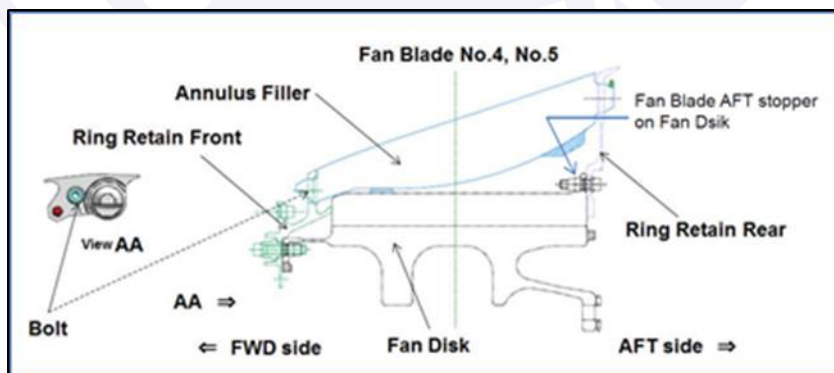 Fan Blade No.4, No.5
Annulus Filler
Fan Blade AFT stopper
on Fan Dsik
Ring Retain Front
View AA
Ring Retain Rear
Bolt
AA ⇒
⇐ FWD side
Fan Disk
AFT side ⇒